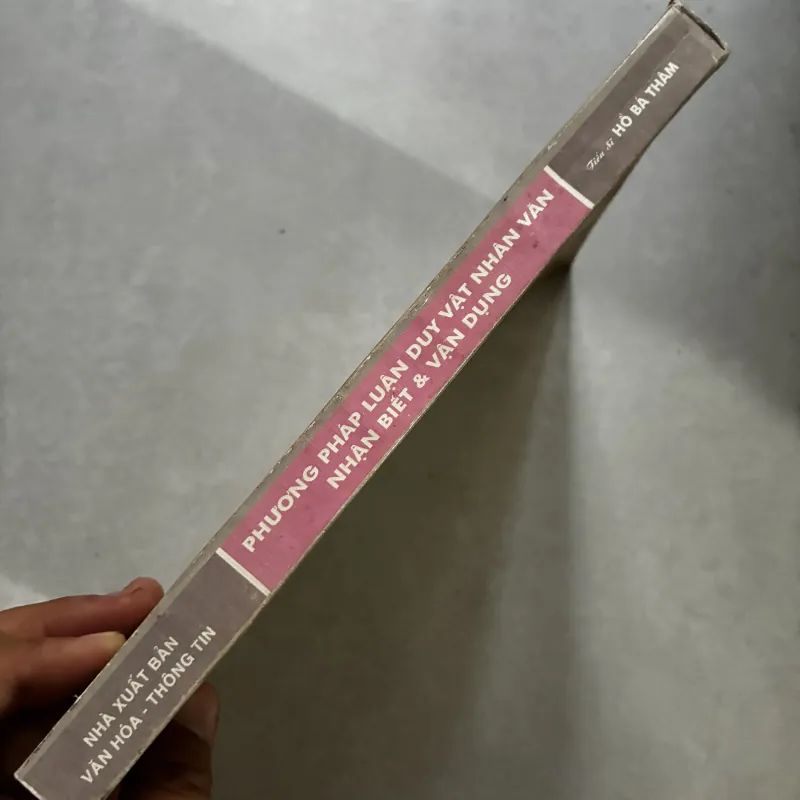 NHÀ XUẤT BẢN
VĂN HÓA - THÔNG TIN
PHƯƠNG PHÁP LUẬN DUY VẬT NHÂN VĂN
NHẬN BIẾT & VẬN DỤNG
Tiến sĩ HỒ BÁ THÂM